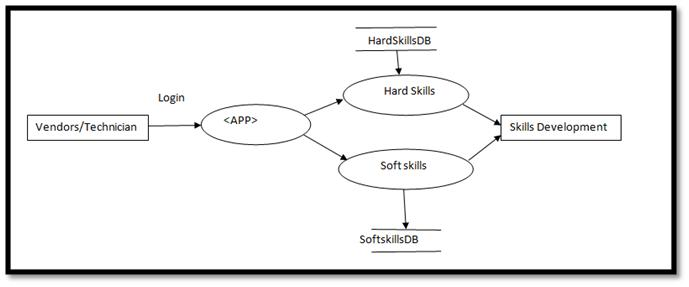 HardSkillsDB
Hard Skills
Login
<APP>
Vendors/Technician
Skills Development
Soft skills
SoftskillsDB